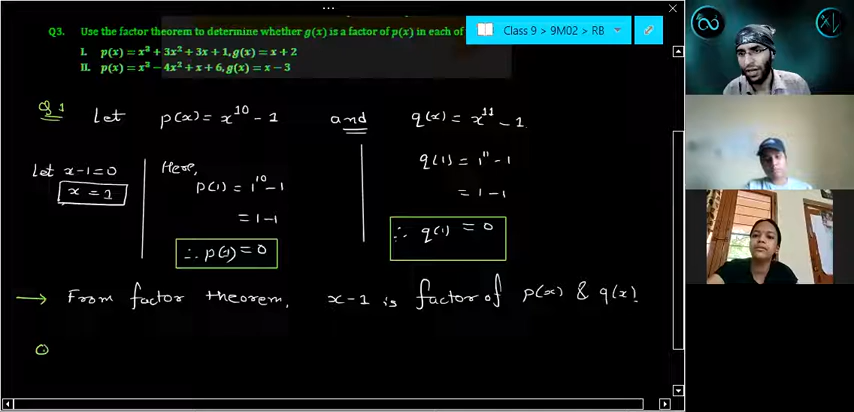 Q3. Use the factor theorem to determine whether g(x) is a factor of p(x) in each of
I. p(x) = x³ + 3x² + 3x + 1, g(x) = x + 2
II. p(x) = x³ − 4x² + x + 6, g(x) = x − 3
Class 9 > 9M02 > RB
Q1 Let p(x) = x¹⁰ − 1 and q(x) = x¹¹ − 1
Let x−1=0
x = 1
Here,
p(1) = 1¹⁰−1
= 1−1
∴ p(1) = 0
q(1) = 1¹¹ −1
= 1−1
∴ q(1) = 0
→ From factor theorem, x−1 is factor of p(x) & q(x).